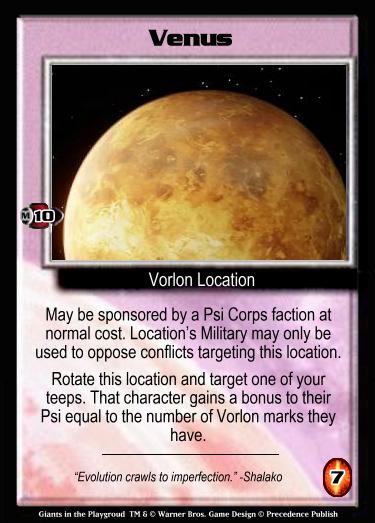 Venus
M 10
Vorlon Location
May be sponsored by a Psi Corps faction at
normal cost. Location's Military may only be
used to oppose conflicts targeting this location.
Rotate this location and target one of your
teeps. That character gains a bonus to their
Psi equal to the number of Vorlon marks they
have.
"Evolution crawls to imperfection." -Shalako
7
Giants in the Playgroud TM & © Warner Bros. Game Design © Precedence Publish